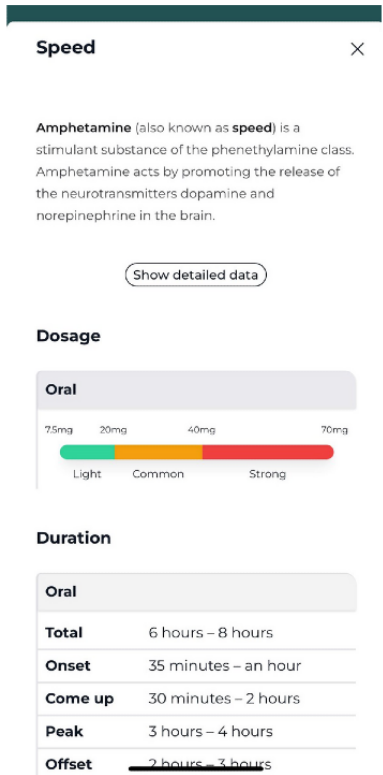 Speed
Amphetamine (also known as speed) is a
stimulant substance of the phenethylamine class.
Amphetamine acts by promoting the release of
the neurotransmitters dopamine and
norepinephrine in the brain.
Show detailed data
Dosage
Oral
7.5mg 20mg 40mg 70mg
Light Common Strong
Duration
Oral
Total 6 hours – 8 hours
Onset 35 minutes – an hour
Come up 30 minutes – 2 hours
Peak 3 hours – 4 hours
Offset 2 hours – 3 hours